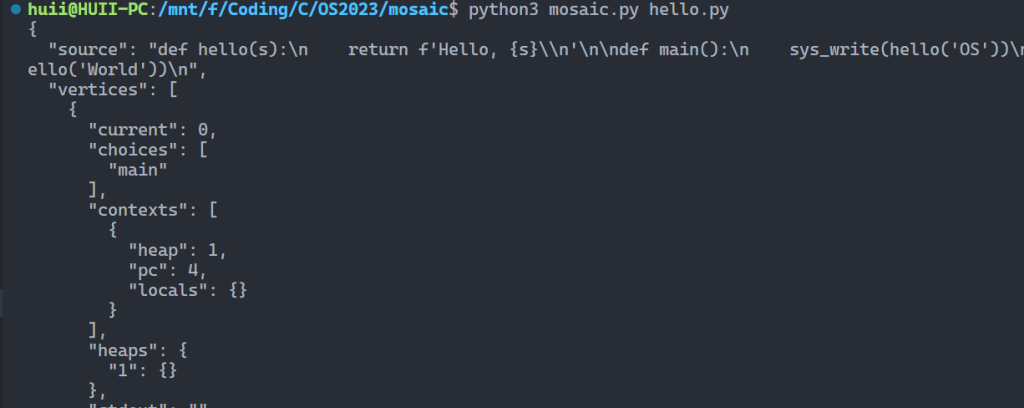 huii@HUII-PC:/mnt/f/Coding/C/OS2023/mosaic$ python3 mosaic.py hello.py
{
  "source": "def hello(s):\n    return f'Hello, {s}\\n'\n\ndef main():\n    sys_write(hello('OS'))\n
ello('World'))\n",
  "vertices": [
    {
      "current": 0,
      "choices": [
        "main"
      ],
      "contexts": [
        {
          "heap": 1,
          "pc": 4,
          "locals": {}
        }
      ],
      "heaps": {
        "1": {}
      },
      "stdout": ""